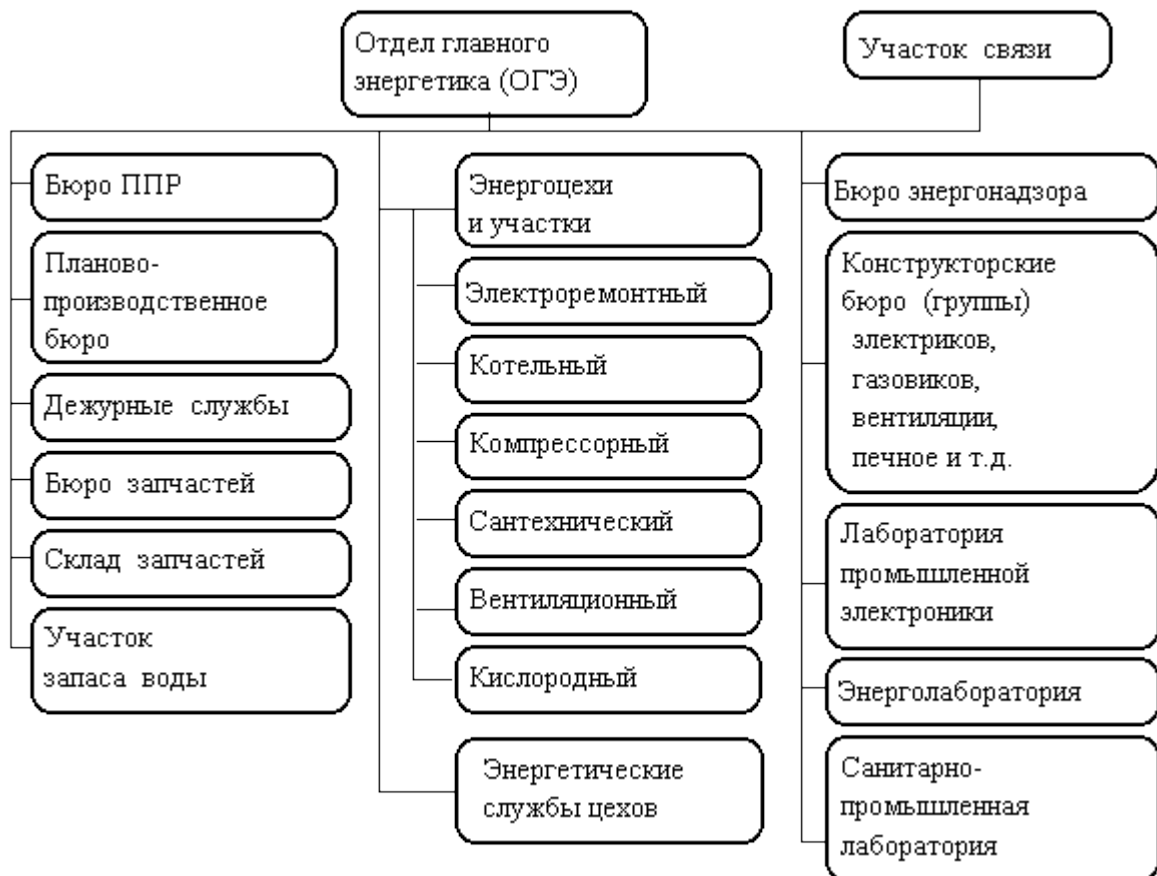 Отдел главного
энергетика (ОГЭ)
Участок связи
Бюро ППР
Планово-
производственное
бюро
Дежурные службы
Бюро запчастей
Склад запчастей
Участок
запаса воды
Энергоцехи
и участки
Электроремонтный
Котельный
Компрессорный
Сантехнический
Вентиляционный
Кислородный
Энергетические
службы цехов
Бюро энергонадзора
Конструкторские
бюро (группы)
электриков,
газовиков,
вентиляции,
печное и т.д.
Лаборатория
промышленной
электроники
Энерголаборатория
Санитарно-
промышленная
лаборатория